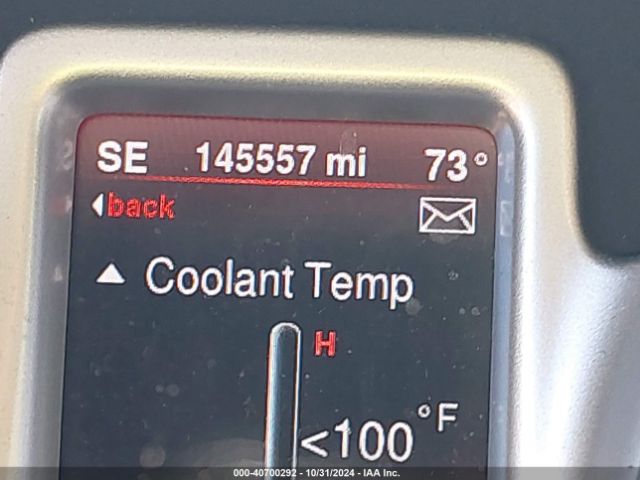 SE 145557 mi 73°
back
Coolant Temp
H
<100 °F
000-40700292 - 10/31/2024 - IAA Inc.